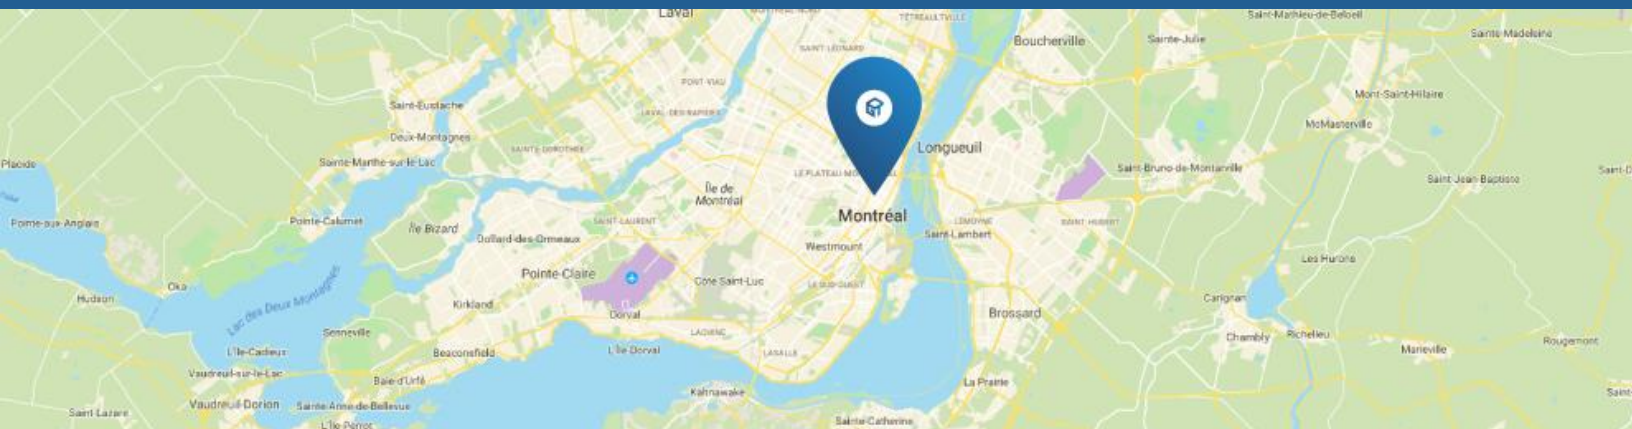 Laval
MONTRÉAL-NORD
TÉTREAULTVILLE
Saint-Mathieu-de-Beloeil
Sainte-Madeleine
Boucherville
Sainte-Julie
SAINT-LÉONARD
PONT-VIAU
Mont-Saint-Hilaire
Saint-Eustache
LAVAL-DES-RAPIDES
McMasterville
Deux-Montagnes
SAINTE-DOROTHÉE
Longueuil
Placide
Sainte-Marthe-sur-le-Lac
Saint-Bruno-de-Montarville
LE PLATEAU-MO
AL
Saint-Jean-Baptiste
Île de
Montréal
Pointe-aux-Anglais
Pointe-Calumet
Île Bizard
SAINT-LAURENT
Montréal
LEMOYNE
SAINT-HUBERT
Dollard-des-Ormeaux
Westmount
Saint-Lambert
Les Hurons
Pointe-Claire
Côte Saint-Luc
LE SUD-OUEST
Oka
Hudson
Lac des Deux Montagnes
Kirkland
Dorval
Brossard
Carignan
Senneville
LACHINE
Chambly
Richelieu
Rougemont
L'Île-Cadieux
Beaconsfield
L'Île Dorval
LASALLE
Marieville
Vaudreuil-sur-le-Lac
Baie-d'Urfé
La Prairie
Kahnawake
Vaudreuil-Dorion
Sainte-Anne-de-Bellevue
Saint-Lazare
L'Île-Perrot
Sainte-Catherine